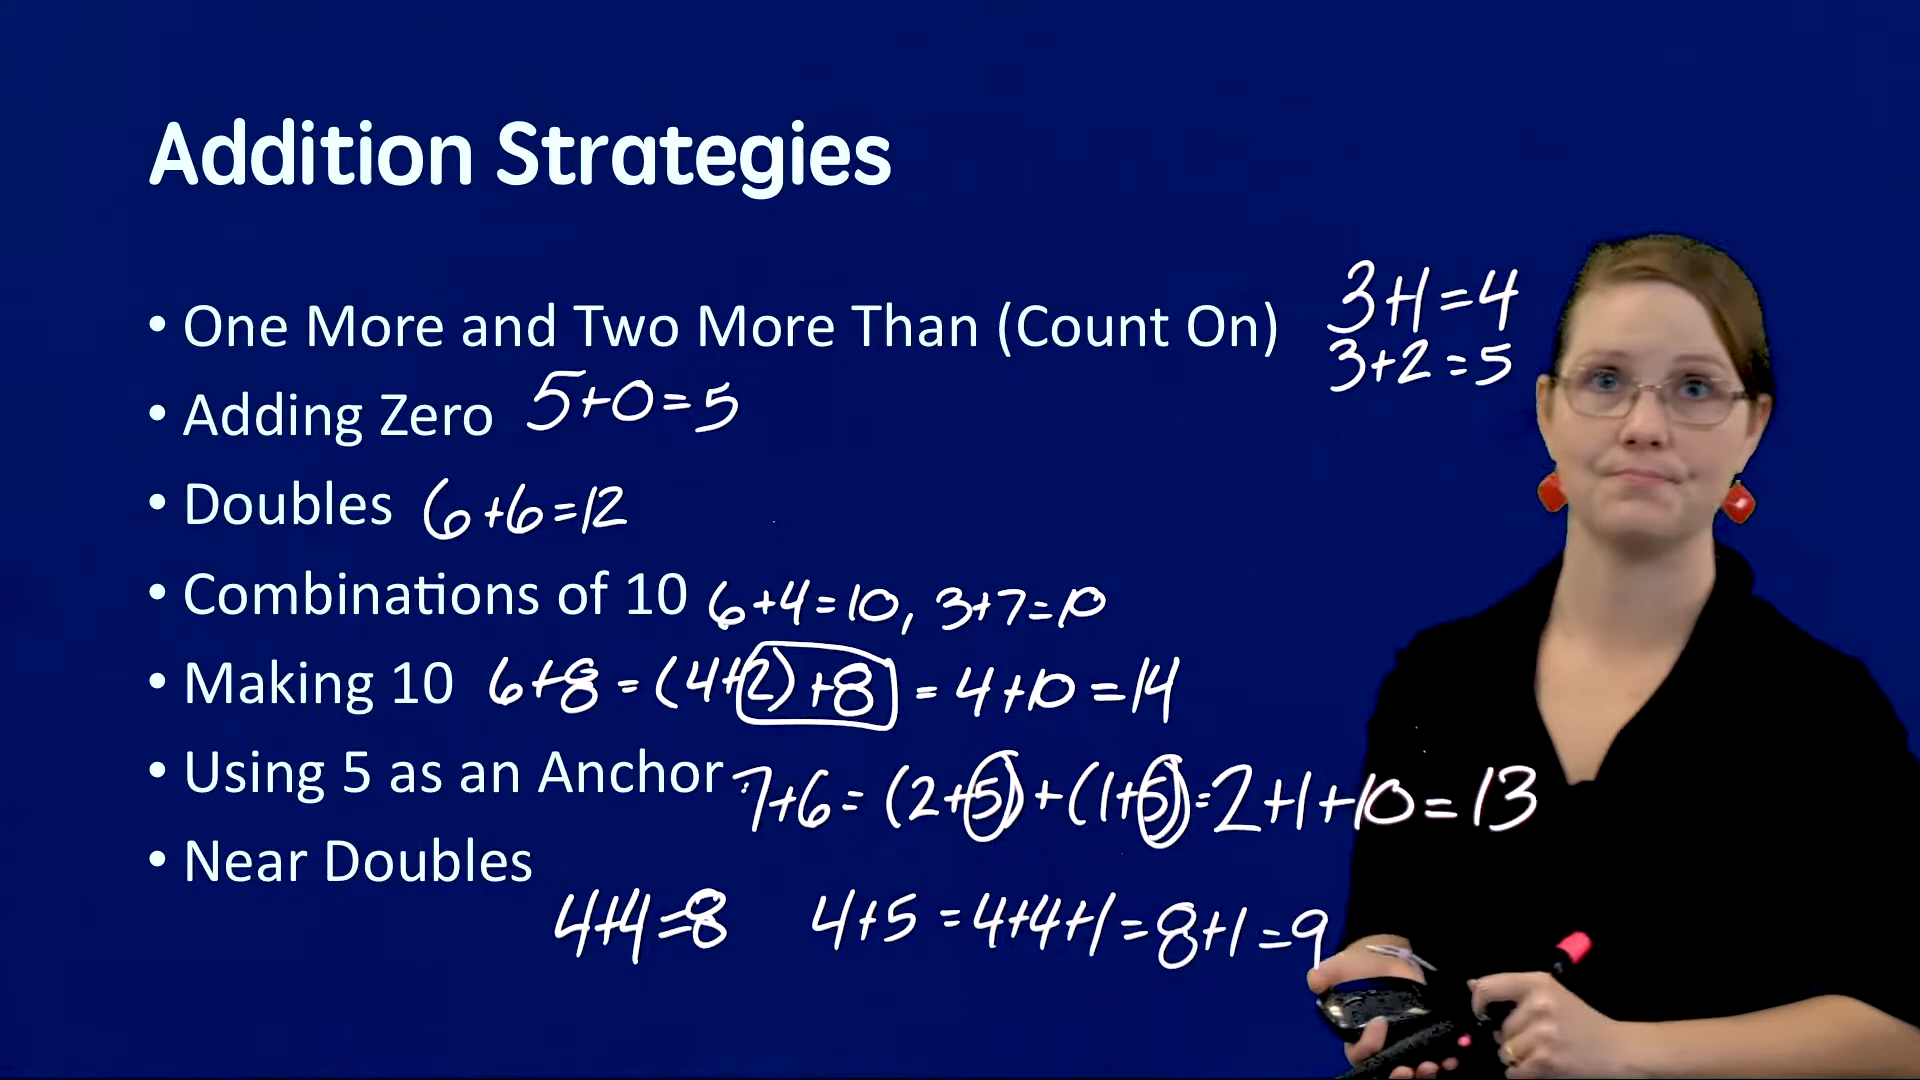 Addition Strategies
• One More and Two More Than (Count On) 3+1=4
3+2=5
• Adding Zero 5+0=5
• Doubles 6+6=12
• Combinations of 10 6+4=10, 3+7=10
• Making 10 6+8=(4+2)+8=4+10=14
• Using 5 as an Anchor 7+6=(2+5)+(1+5)=2+1+10=13
• Near Doubles
4+4=8 4+5=4+4+1=8+1=9